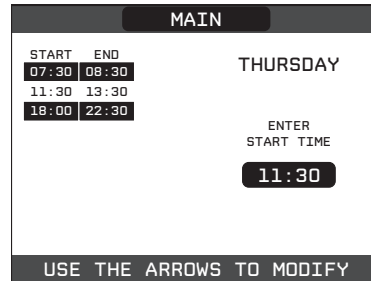 MAIN
START END
07:30 08:30
11:30 13:30
18:00 22:30
THURSDAY
ENTER
START TIME
11:30
USE THE ARROWS TO MODIFY